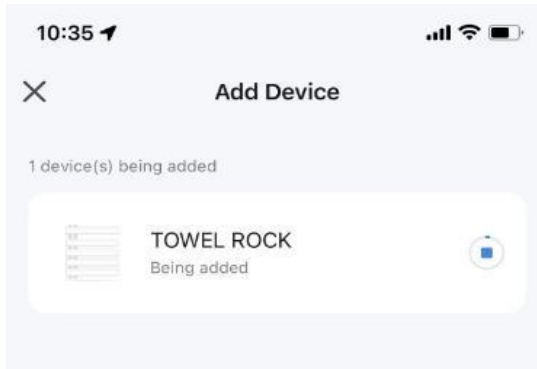 10:35
Add Device
1 device(s) being added
TOWEL ROCK
Being added